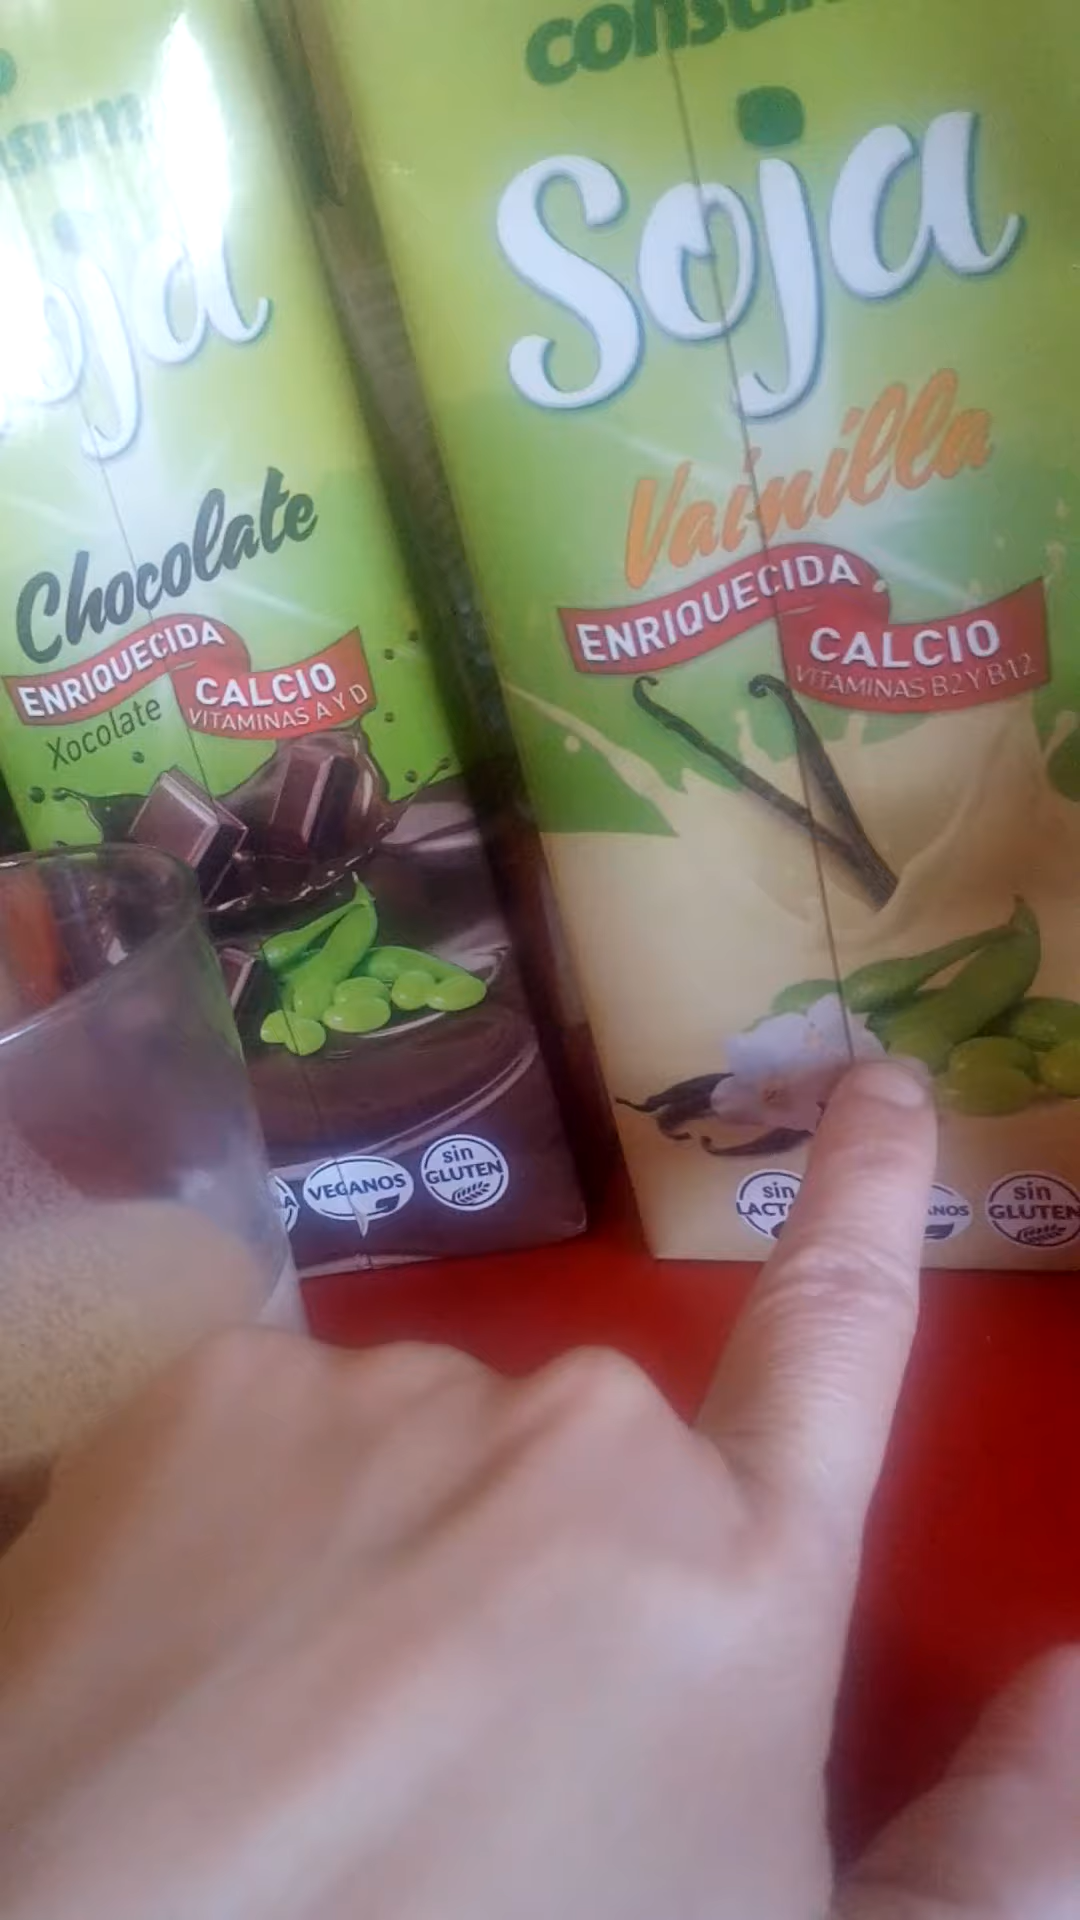 Soja
Chocolate
ENRIQUECIDA
CALCIO
VITAMINAS A Y D
Xocolate
VEGANOS
sin
GLUTEN
Soja
Vainilla
ENRIQUECIDA
CALCIO
VITAMINAS B2 Y B12
sin
sin
GLUTEN